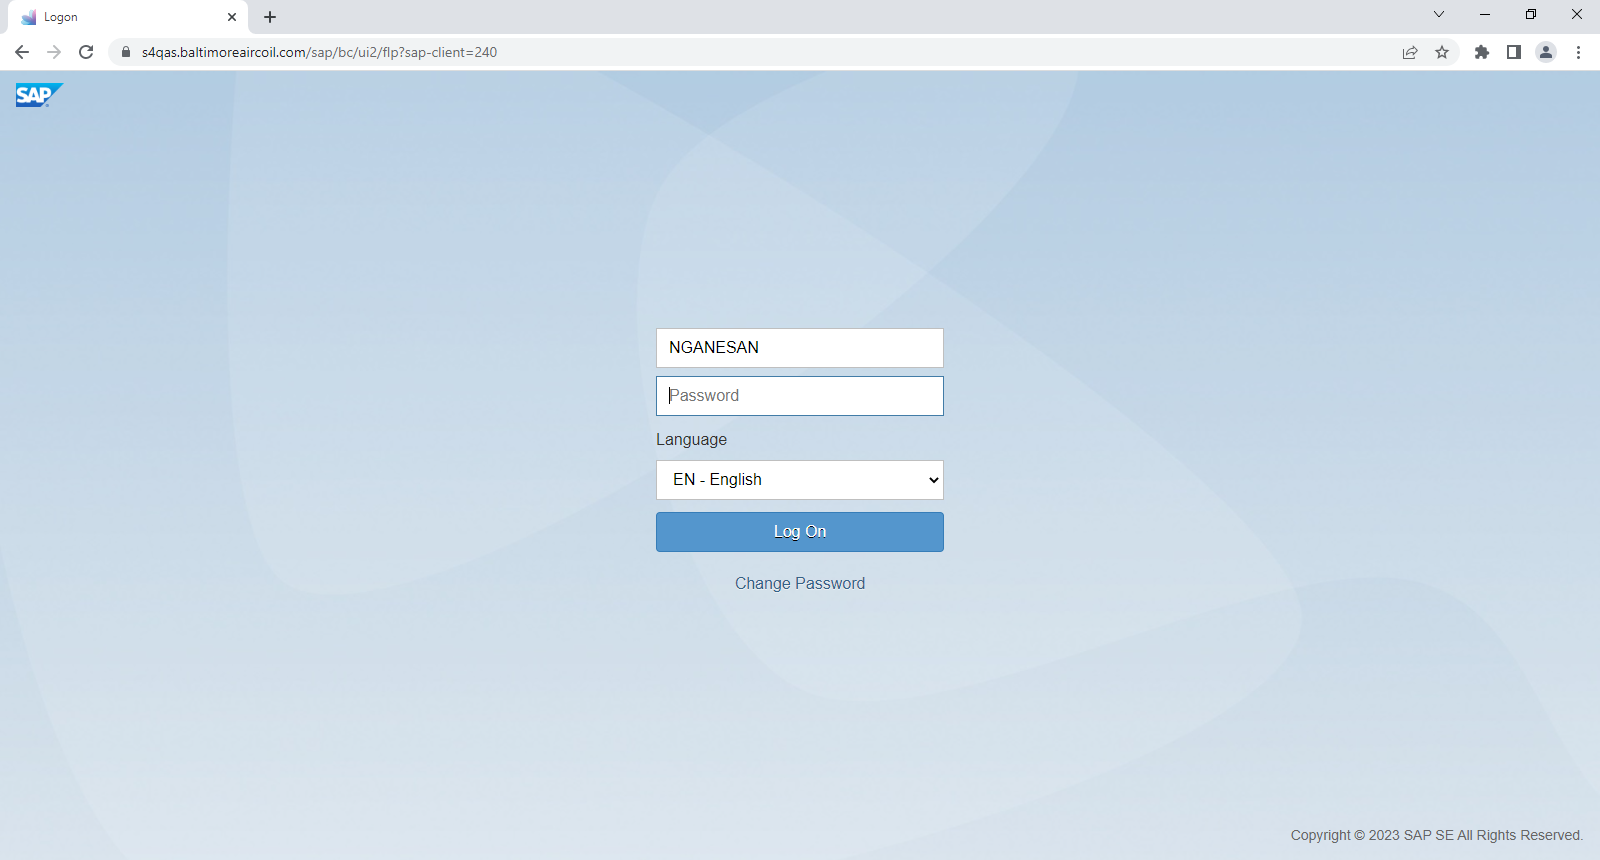 Logon
s4qas.baltimoreaircoil.com/sap/bc/ui2/flp?sap-client=240
SAP
NGANESAN
Password
Language
EN - English
Log On
Change Password
Copyright © 2023 SAP SE All Rights Reserved.